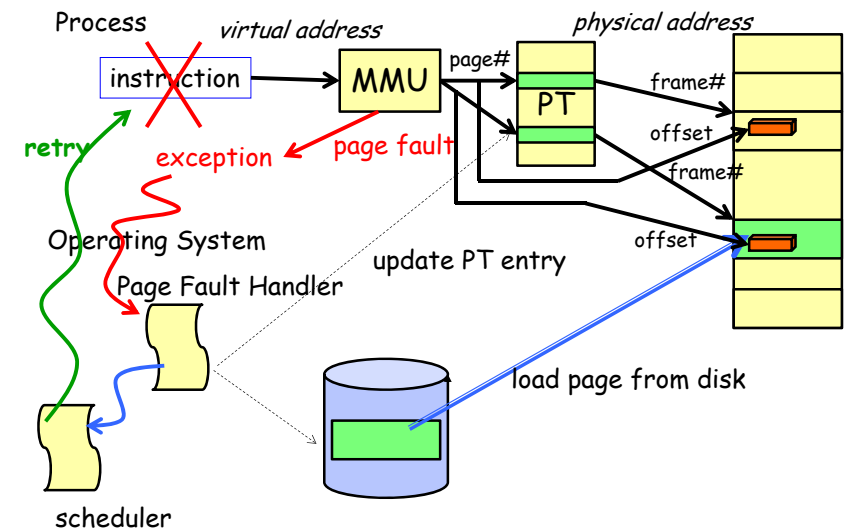 Process
virtual address
physical address
instruction
MMU
page#
PT
frame#
offset
retry
exception
page fault
frame#
Operating System
offset
update PT entry
Page Fault Handler
load page from disk
scheduler